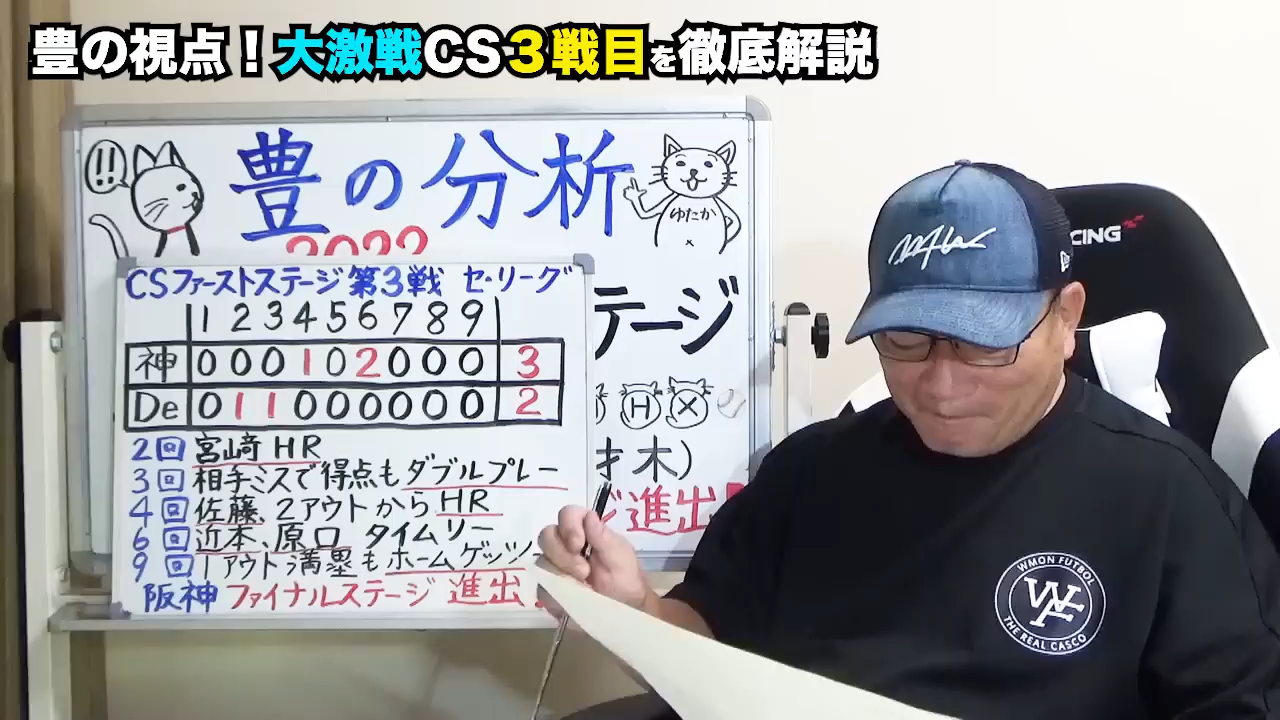 豊の視点！大激戦CS３戦目を徹底解説
!!
豊の分析
ゆたか
×
2022
CSファーストステージ第3戦 セ・リーグ
1 2 3 4 5 6 7 8 9
神 0 0 0 1 0 2 0 0 0 3
De 0 1 1 0 0 0 0 0 0 2
2回 宮﨑 HR
3回 相手ミスで得点もダブルプレー
4回 佐藤、2アウトからHR
6回 近本、原口 タイムリー
9回 1アウト満塁もホームゲッツー
阪神 ファイナルステージ 進出!
テージ
H ×
木)
ジ進出
CING
WMON FUTBOL
WF
THE REAL CASCO